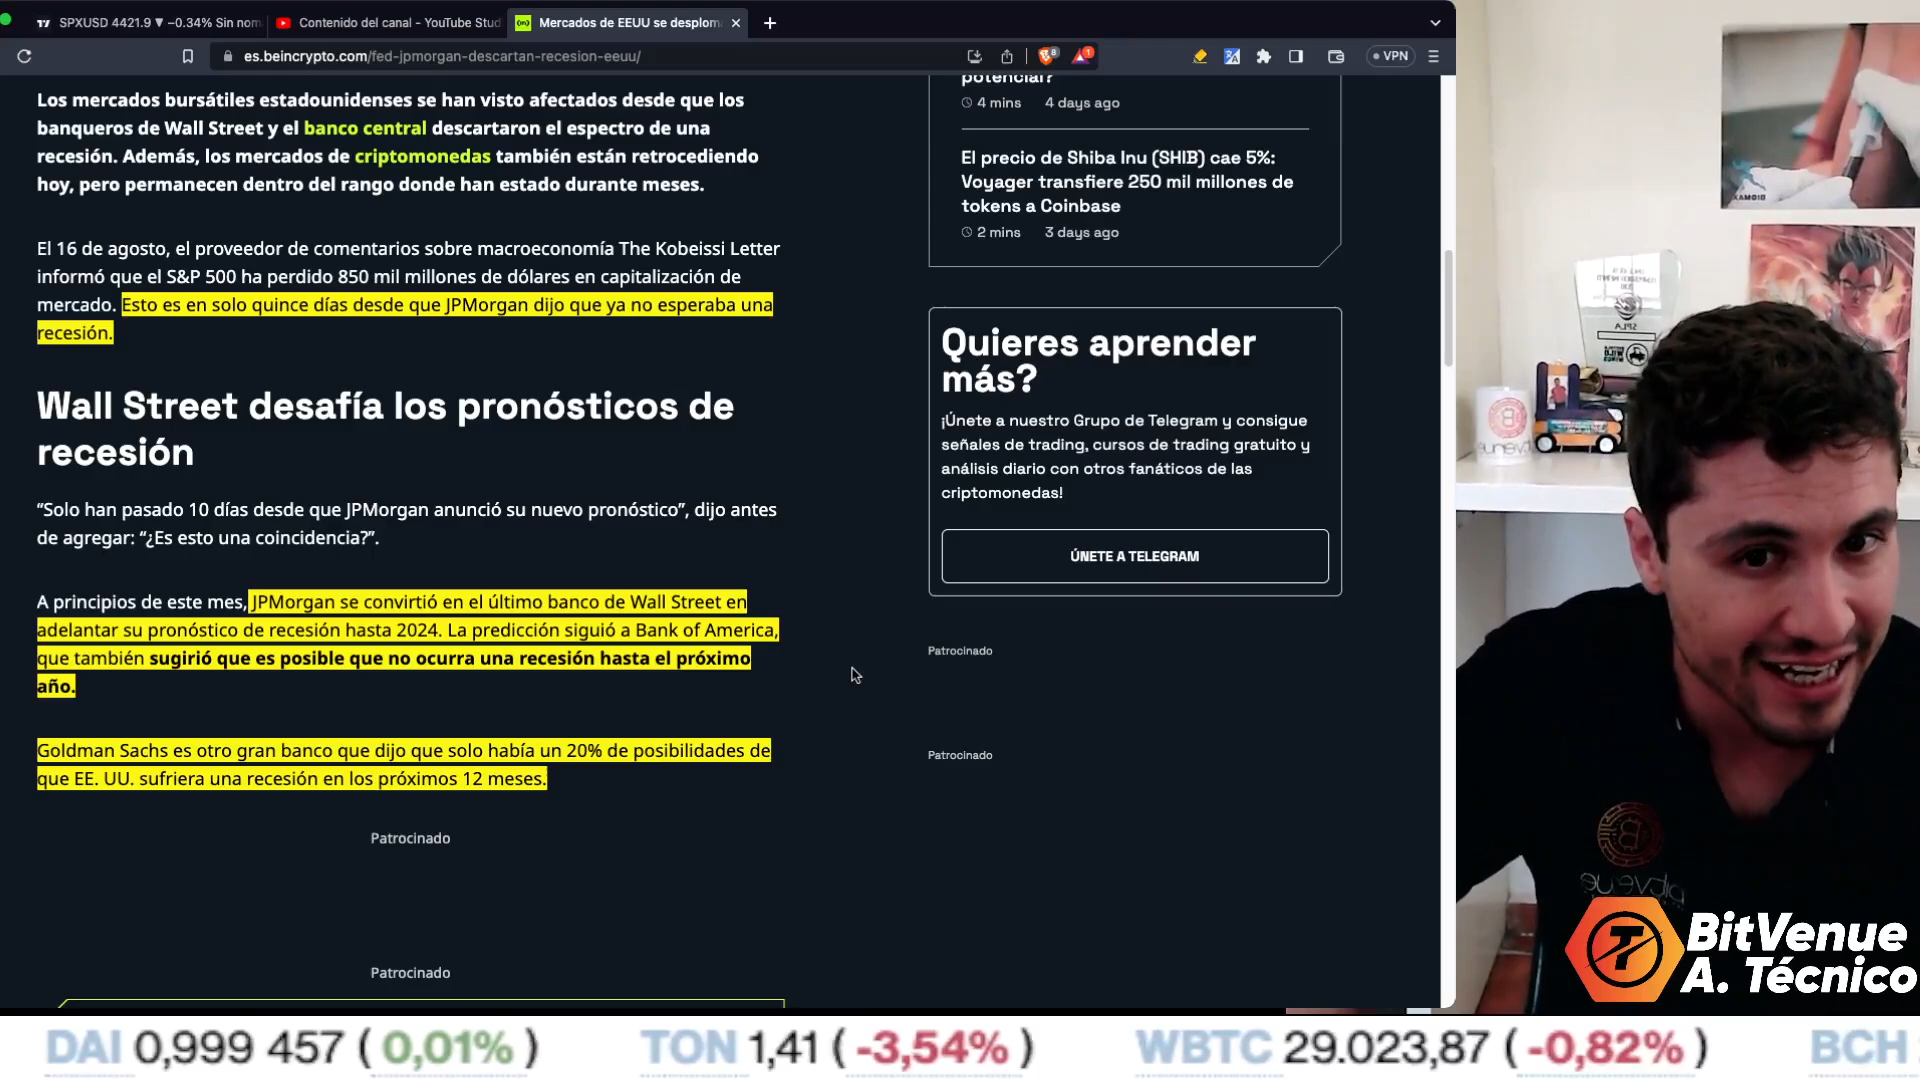 SPXUSD 4421.9 ▼ −0.34% Sin nom
Contenido del canal - YouTube Stud
Mercados de EEUU se desplom
es.beincrypto.com/fed-jpmorgan-descartan-recesion-eeuu/
8
1
VPN
Los mercados bursátiles estadounidenses se han visto afectados desde que los
banqueros de Wall Street y el banco central descartaron el espectro de una
recesión. Además, los mercados de criptomonedas también están retrocediendo
hoy, pero permanecen dentro del rango donde han estado durante meses.
El 16 de agosto, el proveedor de comentarios sobre macroeconomía The Kobeissi Letter
informó que el S&P 500 ha perdido 850 mil millones de dólares en capitalización de
mercado. Esto es en solo quince días desde que JPMorgan dijo que ya no esperaba una
recesión.
Wall Street desafía los pronósticos de
recesión
“Solo han pasado 10 días desde que JPMorgan anunció su nuevo pronóstico”, dijo antes
de agregar: “¿Es esto una coincidencia?”.
A principios de este mes, JPMorgan se convirtió en el último banco de Wall Street en
adelantar su pronóstico de recesión hasta 2024. La predicción siguió a Bank of America,
que también sugirió que es posible que no ocurra una recesión hasta el próximo
año.
Goldman Sachs es otro gran banco que dijo que solo había un 20% de posibilidades de
que EE. UU. sufriera una recesión en los próximos 12 meses.
Patrocinado
Patrocinado
potencial?
4 mins 4 days ago
El precio de Shiba Inu (SHIB) cae 5%:
Voyager transfiere 250 mil millones de
tokens a Coinbase
2 mins 3 days ago
Quieres aprender
más?
¡Únete a nuestro Grupo de Telegram y consigue
señales de trading, cursos de trading gratuito y
análisis diario con otros fanáticos de las
criptomonedas!
ÚNETE A TELEGRAM
Patrocinado
Patrocinado
bitvenue
BitVenue
A. Técnico
DAI 0,999 457 ( 0,01% ) TON 1,41 ( -3,54% ) WBTC 29.023,87 ( -0,82% ) BCH